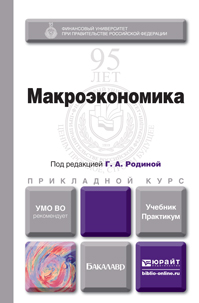 ФИНАНСОВЫЙ УНИВЕРСИТЕТ
ПРИ ПРАВИТЕЛЬСТВЕ РОССИЙСКОЙ ФЕДЕРАЦИИ
95
ЛЕТ
Макроэкономика
Под редакцией Г. А. Родиной
ПРИКЛАДНОЙ КУРС
УМО ВО
рекомендует
Учебник
Практикум
Бакалавр
юрайт
biblio-online.ru